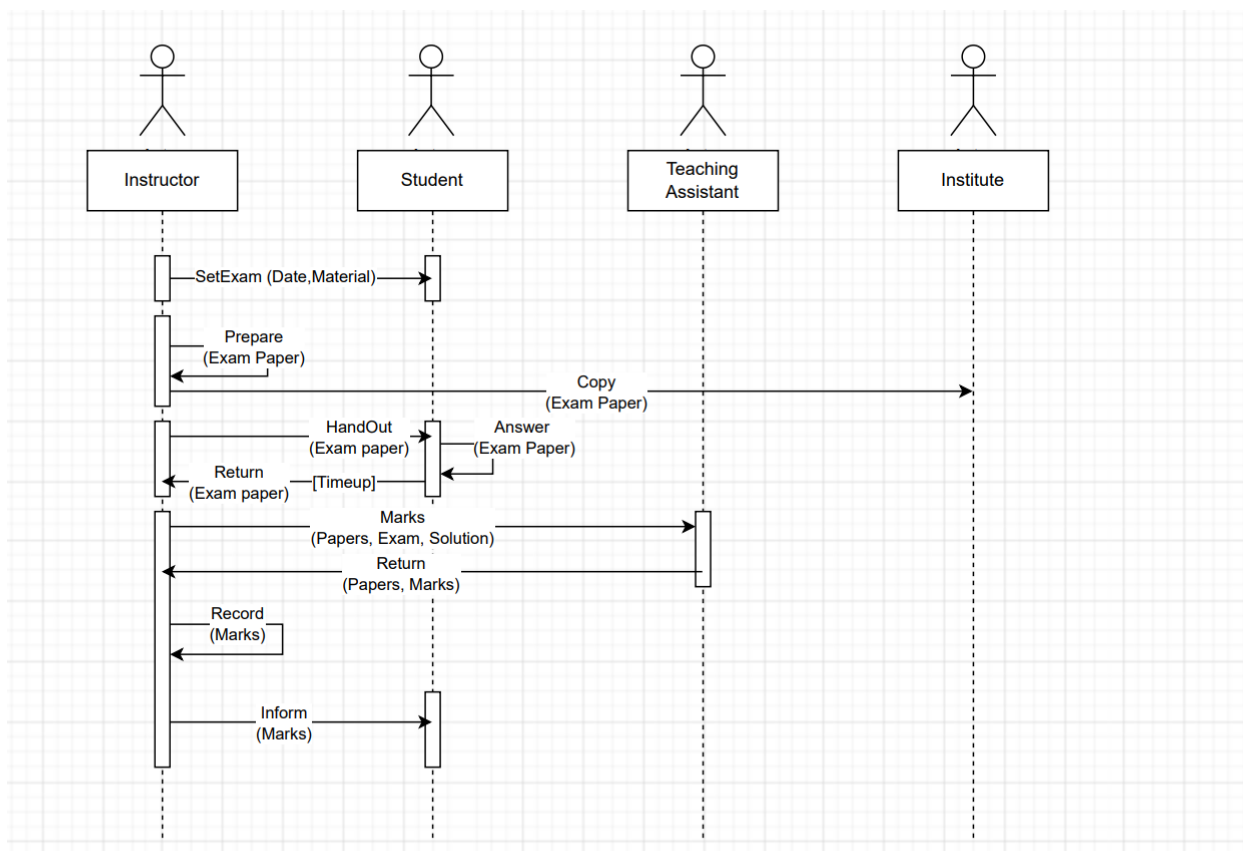 Instructor
Student
Teaching
Assistant
Institute
SetExam (Date,Material)
Prepare
(Exam Paper)
Copy
(Exam Paper)
HandOut
(Exam paper)
Answer
(Exam Paper)
Return
(Exam paper)
[Timeup]
Marks
(Papers, Exam, Solution)
Return
(Papers, Marks)
Record
(Marks)
Inform
(Marks)